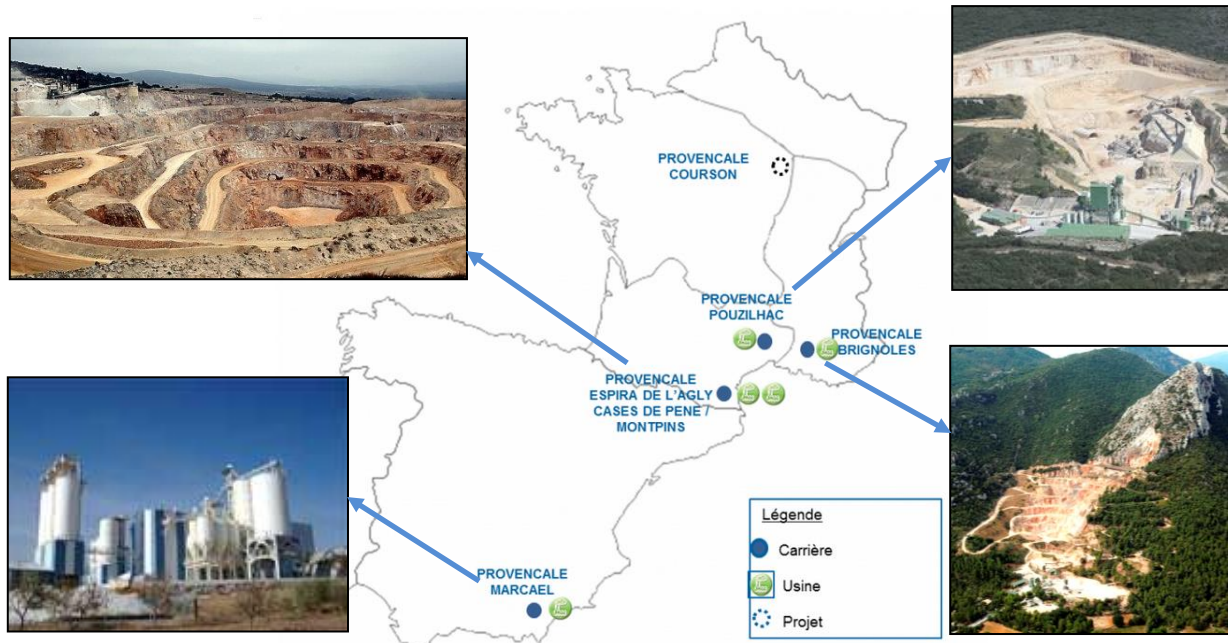 PROVENCALE
COURSON
PROVENCALE
POUZILHAC
PROVENCALE
BRIGNOLES
PROVENCALE
ESPIRA DE L'AGLY
CASES DE PENE /
MONTPINS
PROVENCALE
MARCAEL
Légende
Carrière
Usine
Projet